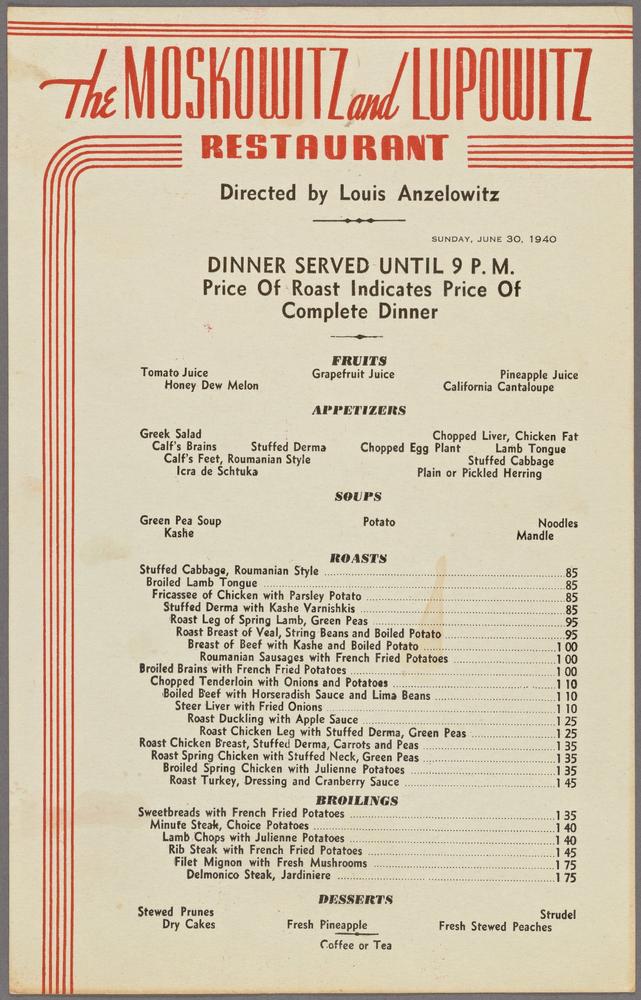 The MOSKOWITZ and LUPOWITZ
RESTAURANT
Directed by Louis Anzelowitz
SUNDAY, JUNE 30, 1940
DINNER SERVED UNTIL 9 P. M.
Price Of Roast Indicates Price Of
Complete Dinner
FRUITS
Tomato Juice Grapefruit Juice Pineapple Juice
Honey Dew Melon California Cantaloupe
APPETIZERS
Greek Salad Chopped Liver, Chicken Fat
Calf's Brains Stuffed Derma Chopped Egg Plant Lamb Tongue
Calf's Feet, Roumanian Style Stuffed Cabbage
Icra de Schtuka Plain or Pickled Herring
SOUPS
Green Pea Soup Potato Noodles
Kashe Mandle
ROASTS
Stuffed Cabbage, Roumanian Style 85
Broiled Lamb Tongue 85
Fricassee of Chicken with Parsley Potato 85
Stuffed Derma with Kashe Varnishkis 85
Roast Leg of Spring Lamb, Green Peas 95
Roast Breast of Veal, String Beans and Boiled Potato 95
Breast of Beef with Kashe and Boiled Potato 1 00
Roumanian Sausages with French Fried Potatoes 1 00
Broiled Brains with French Fried Potatoes 1 00
Chopped Tenderloin with Onions and Potatoes 1 10
Boiled Beef with Horseradish Sauce and Lima Beans 1 10
Steer Liver with Fried Onions 1 10
Roast Duckling with Apple Sauce 1 25
Roast Chicken Leg with Stuffed Derma, Green Peas 1 25
Roast Chicken Breast, Stuffed Derma, Carrots and Peas 1 35
Roast Spring Chicken with Stuffed Neck, Green Peas 1 35
Broiled Spring Chicken with Julienne Potatoes 1 35
Roast Turkey, Dressing and Cranberry Sauce 1 45
BROILINGS
Sweetbreads with French Fried Potatoes 1 35
Minute Steak, Choice Potatoes 1 40
Lamb Chops with Julienne Potatoes 1 40
Rib Steak with French Fried Potatoes 1 45
Filet Mignon with Fresh Mushrooms 1 75
Delmonico Steak, Jardiniere 1 75
DESSERTS
Stewed Prunes Strudel
Dry Cakes Fresh Pineapple Fresh Stewed Peaches
Coffee or Tea